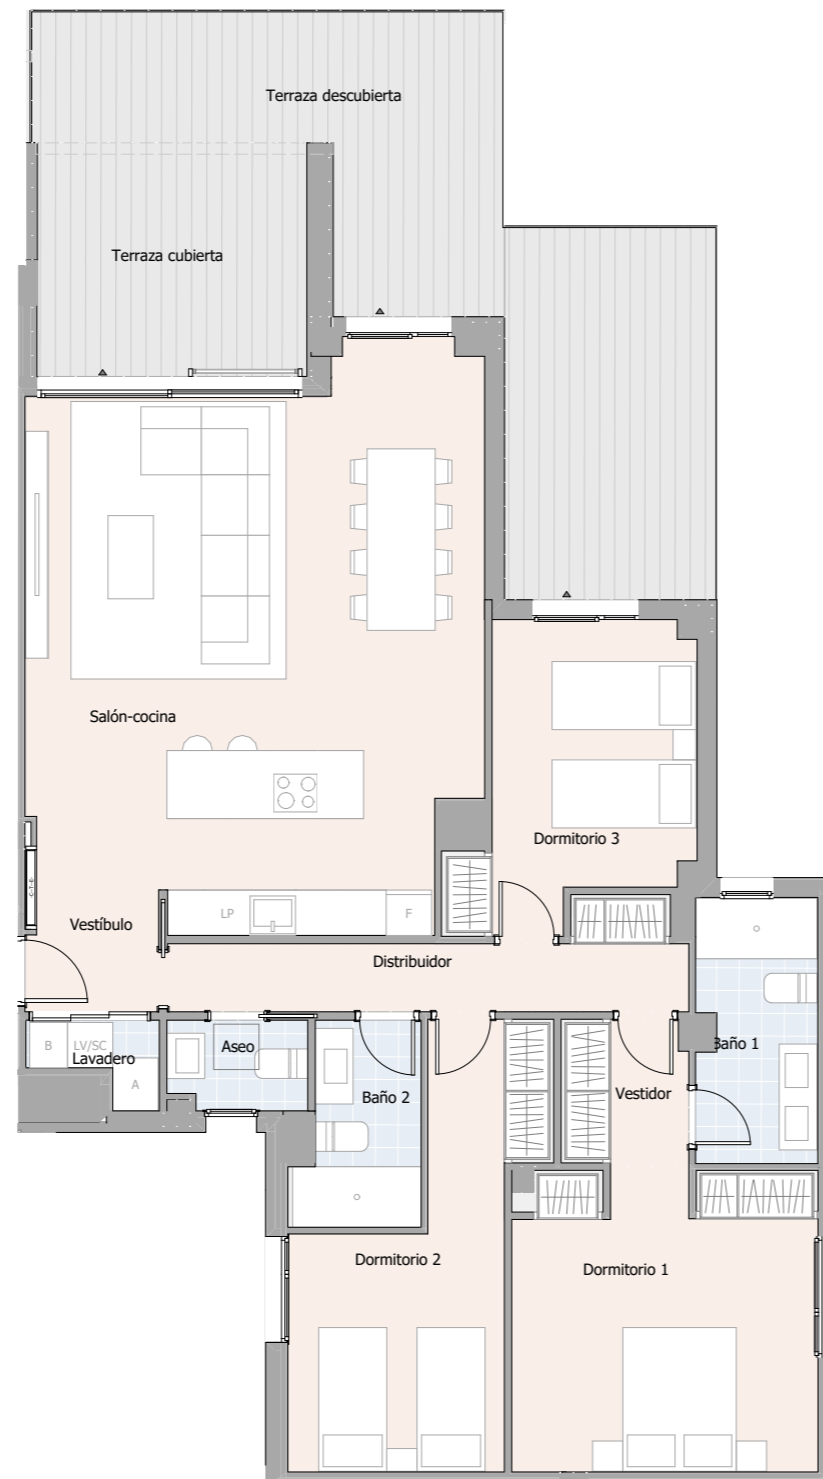 Terraza descubierta
Terraza cubierta
Salón-cocina
Dormitorio 3
LP
F
Vestíbulo
Distribuidor
B
LV/SC
Lavadero
A
Aseo
Baño 2
Vestidor
Baño 1
Dormitorio 2
Dormitorio 1